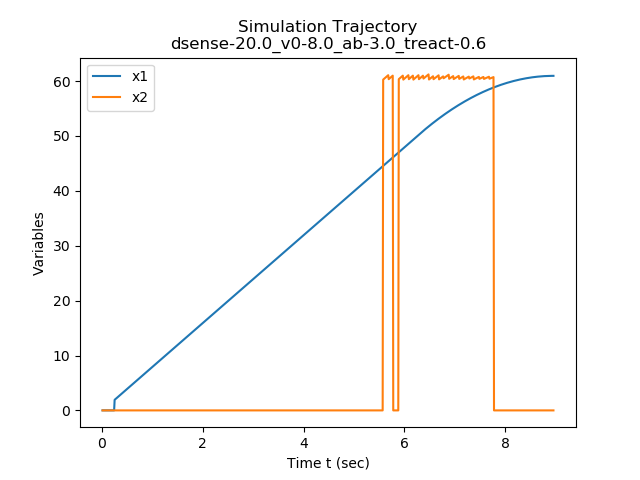 Simulation Trajectory
dsense-20.0_v0-8.0_ab-3.0_treact-0.6
x1
x2
Variables
60
50
40
30
20
10
0
0 2 4 6 8
Time t (sec)